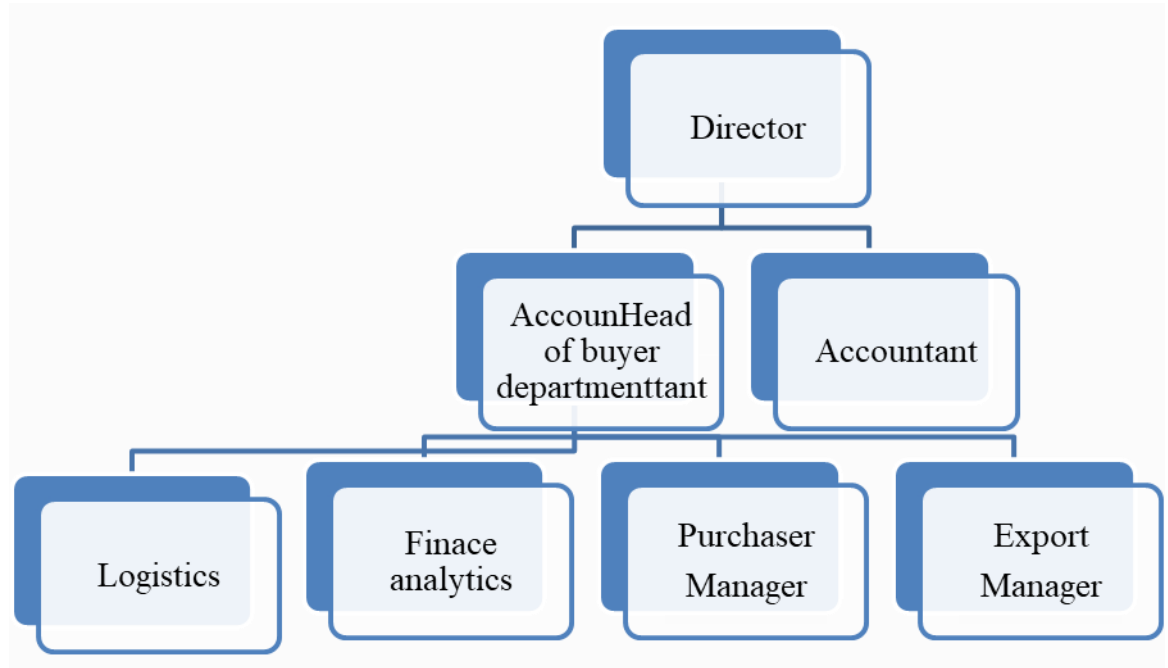 Director
AccounHead
of buyer
departmenttant
Accountant
Logistics
Finace
analytics
Purchaser
Manager
Export
Manager